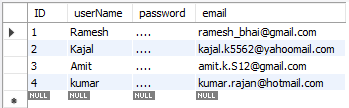 ID userName password email
1 Ramesh .... ramesh_bhai@gmail.com
2 Kajal .... kajal.k5562@yahoomail.com
3 Amit .... amit.k.S12@gmail.com
4 kumar .... kumar.rajan@hotmail.com
NULL NULL NULL NULL